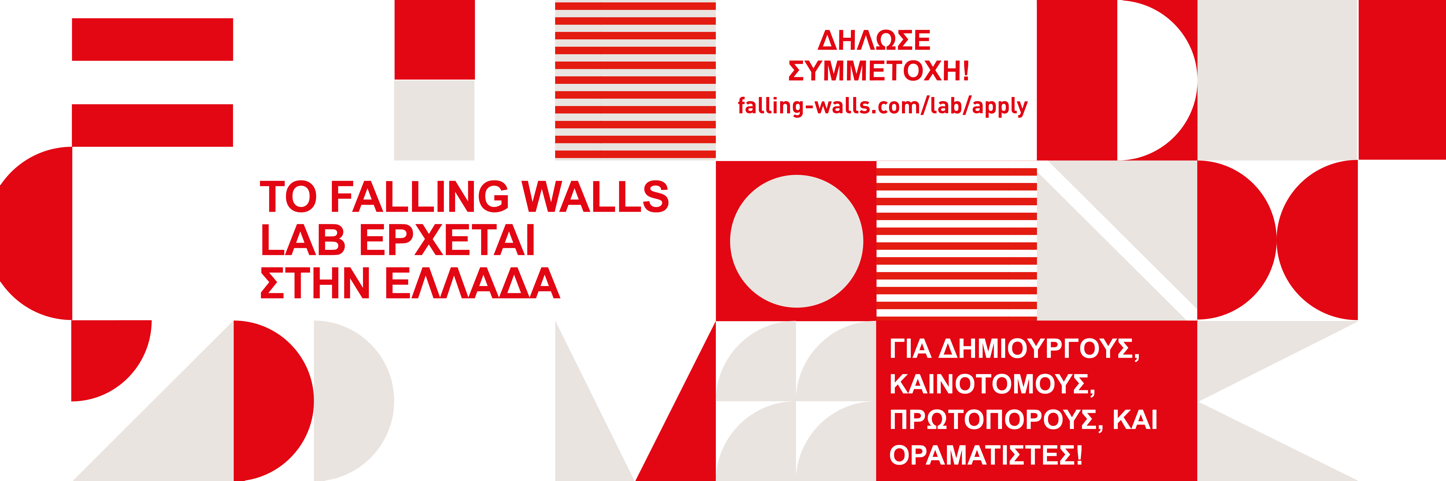 ΔΗΛΩΣΕ
ΣΥΜΜΕΤΟΧΗ!
falling-walls.com/lab/apply
ΤΟ FALLING WALLS
LAB ΕΡΧΕΤΑΙ
ΣΤΗΝ ΕΛΛΑΔΑ
ΓΙΑ ΔΗΜΙΟΥΡΓΟΥΣ,
ΚΑΙΝΟΤΟΜΟΥΣ,
ΠΡΩΤΟΠΟΡΟΥΣ, ΚΑΙ
ΟΡΑΜΑΤΙΣΤΕΣ!